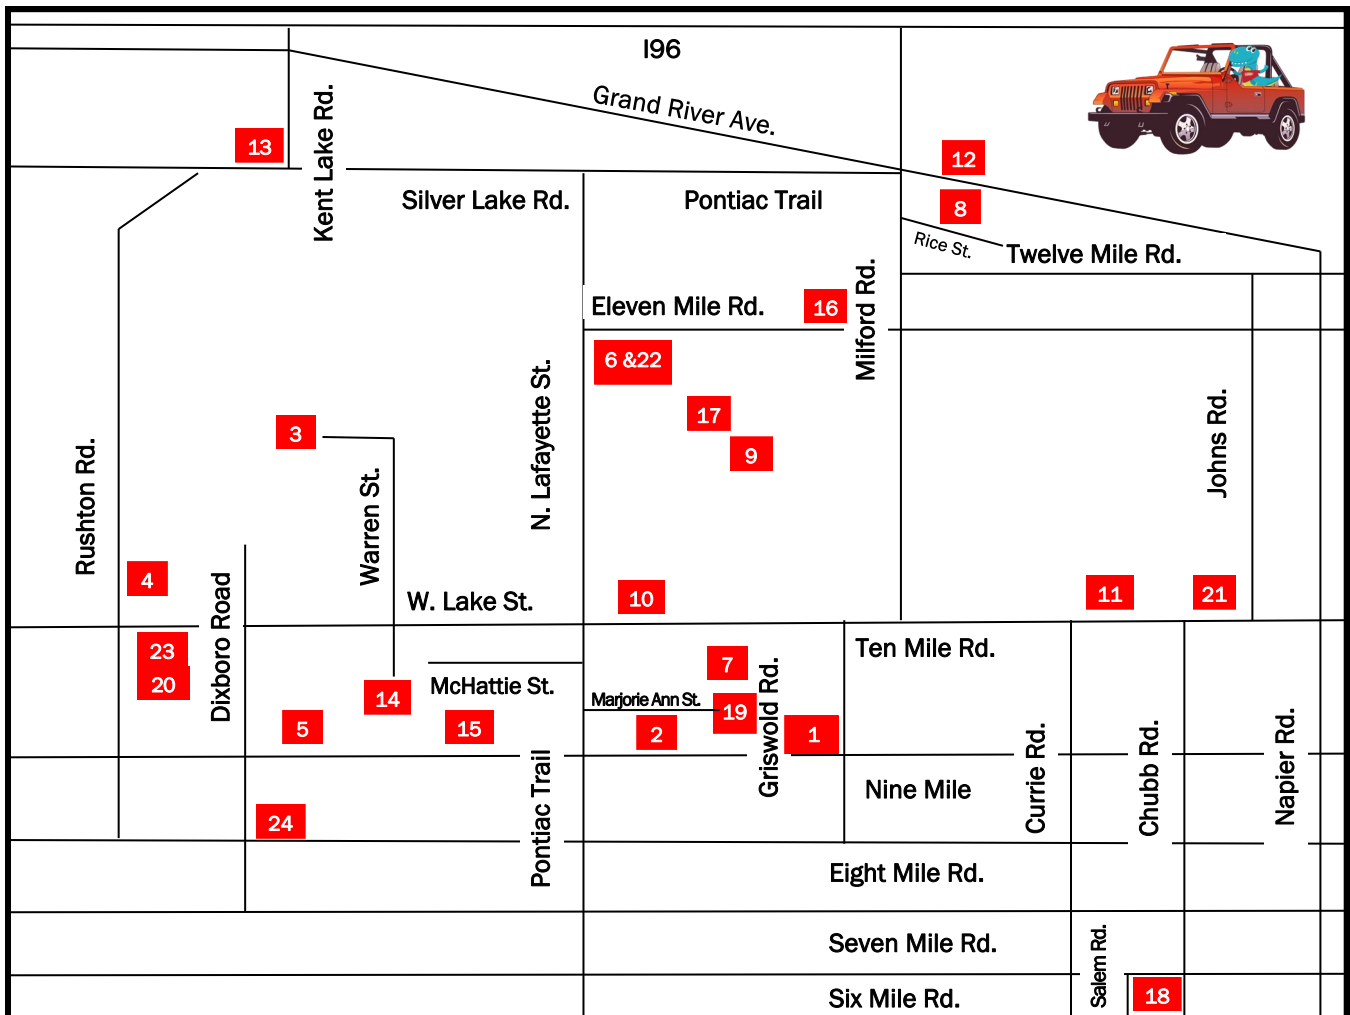 I96
Grand River Ave.
Kent Lake Rd.
13
12
8
Silver Lake Rd.
Pontiac Trail
Rice St.
Twelve Mile Rd.
Milford Rd.
Eleven Mile Rd.
16
6 &22
N. Lafayette St.
17
9
3
Johns Rd.
Rushton Rd.
Warren St.
4
Dixboro Road
W. Lake St.
10
11
21
23
20
Ten Mile Rd.
7
McHattie St.
14
Marjorie Ann St.
19
Griswold Rd.
5
15
2
1
Currie Rd.
Chubb Rd.
Napier Rd.
Pontiac Trail
Nine Mile
24
Eight Mile Rd.
Seven Mile Rd.
Salem Rd.
Six Mile Rd.
18